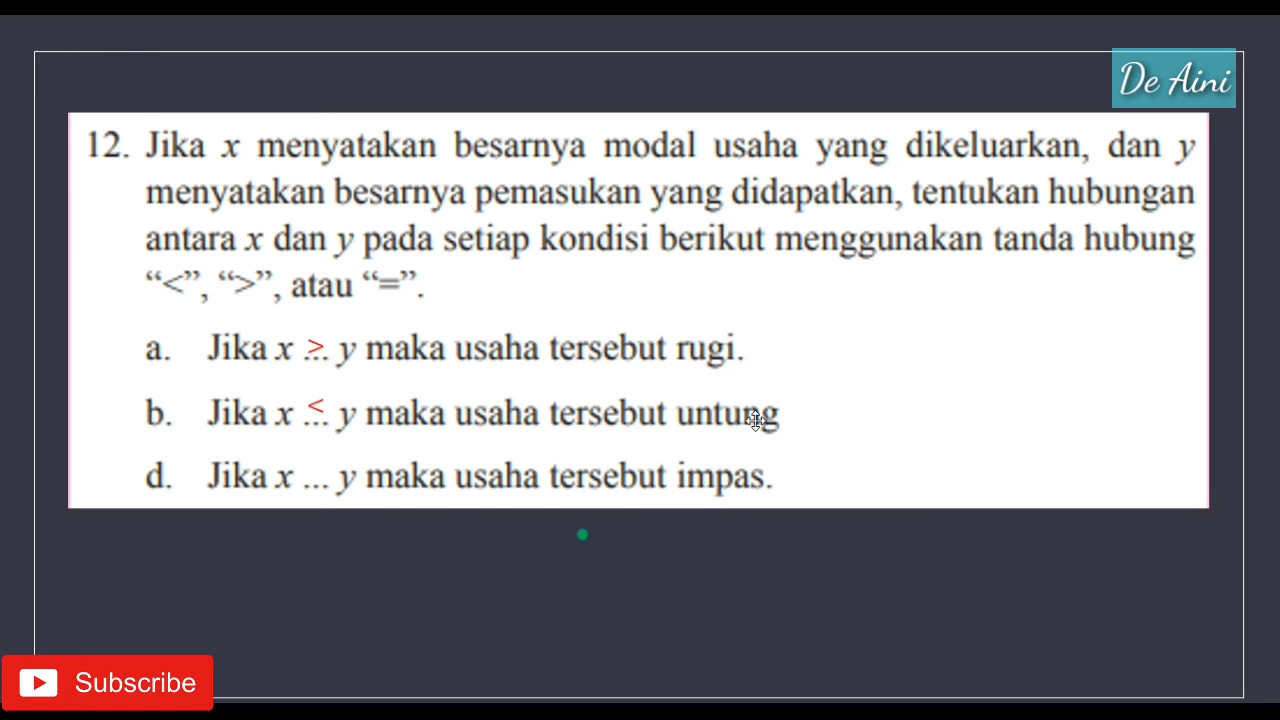 De Aini
12. Jika x menyatakan besarnya modal usaha yang dikeluarkan, dan y
menyatakan besarnya pemasukan yang didapatkan, tentukan hubungan
antara x dan y pada setiap kondisi berikut menggunakan tanda hubung
“<”, “>”, atau “=”.
a. Jika x ... > y maka usaha tersebut rugi.
b. Jika x ... < y maka usaha tersebut untung
d. Jika x ... y maka usaha tersebut impas.
Subscribe